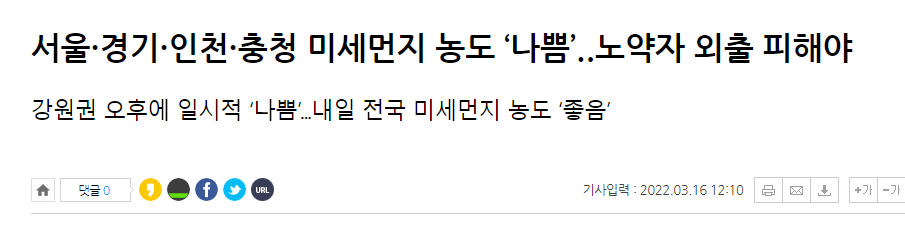 서울·경기·인천·충청 미세먼지 농도 ‘나쁨’..노약자 외출 피해야
강원권 오후에 일시적 ‘나쁨’…내일 전국 미세먼지 농도 ‘좋음’
댓글 0 URL 기사입력 : 2022.03.16 12:10 +가 -가